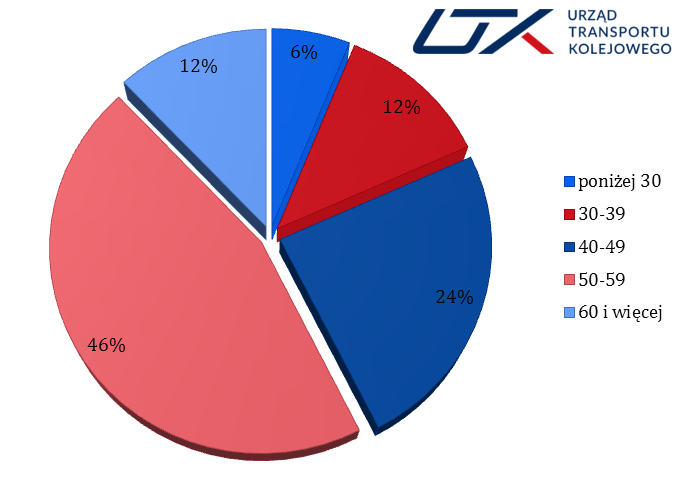 URZĄD
TRANSPORTU
KOLEJOWEGO
6%
12%
12%
24%
46%
poniżej 30
30-39
40-49
50-59
60 i więcej